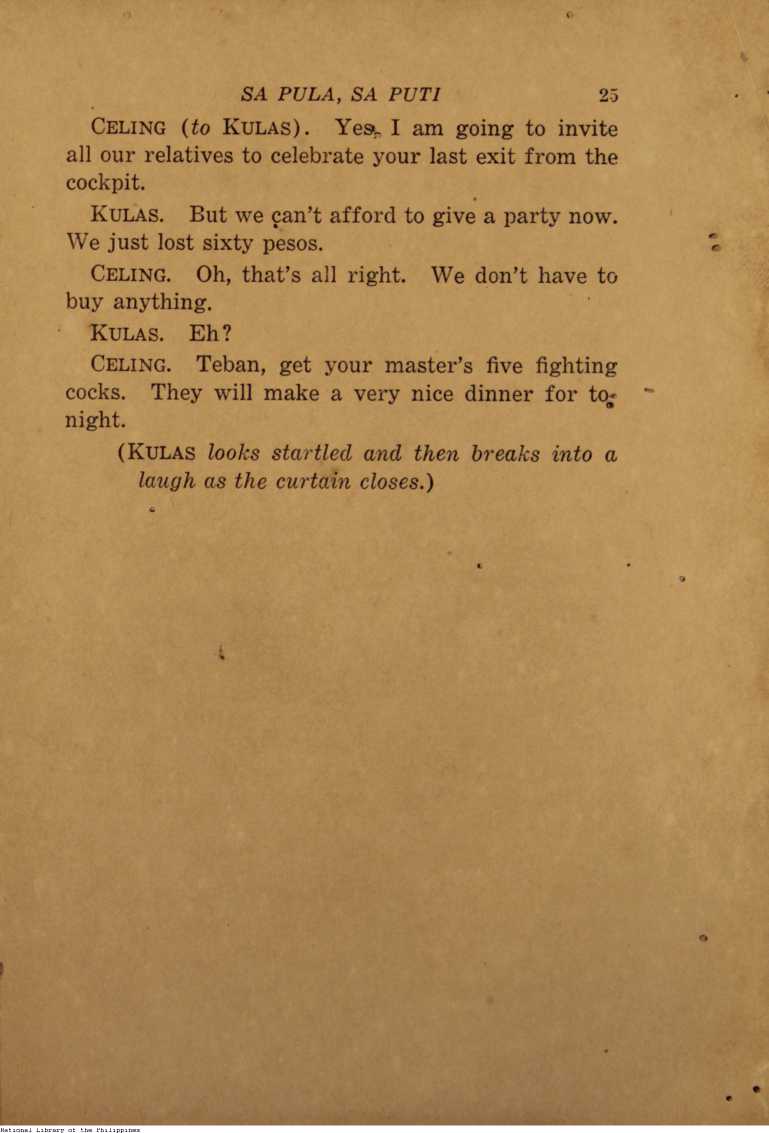 SA PULA, SA PUTI 25
CELING (to KULAS). Yes, I am going to invite
all our relatives to celebrate your last exit from the
cockpit.
KULAS. But we can't afford to give a party now.
We just lost sixty pesos.
CELING. Oh, that's all right. We don't have to
buy anything.
KULAS. Eh?
CELING. Teban, get your master's five fighting
cocks. They will make a very nice dinner for to-
night.
(KULAS looks startled and then breaks into a
laugh as the curtain closes.)
National Library of the Philippines